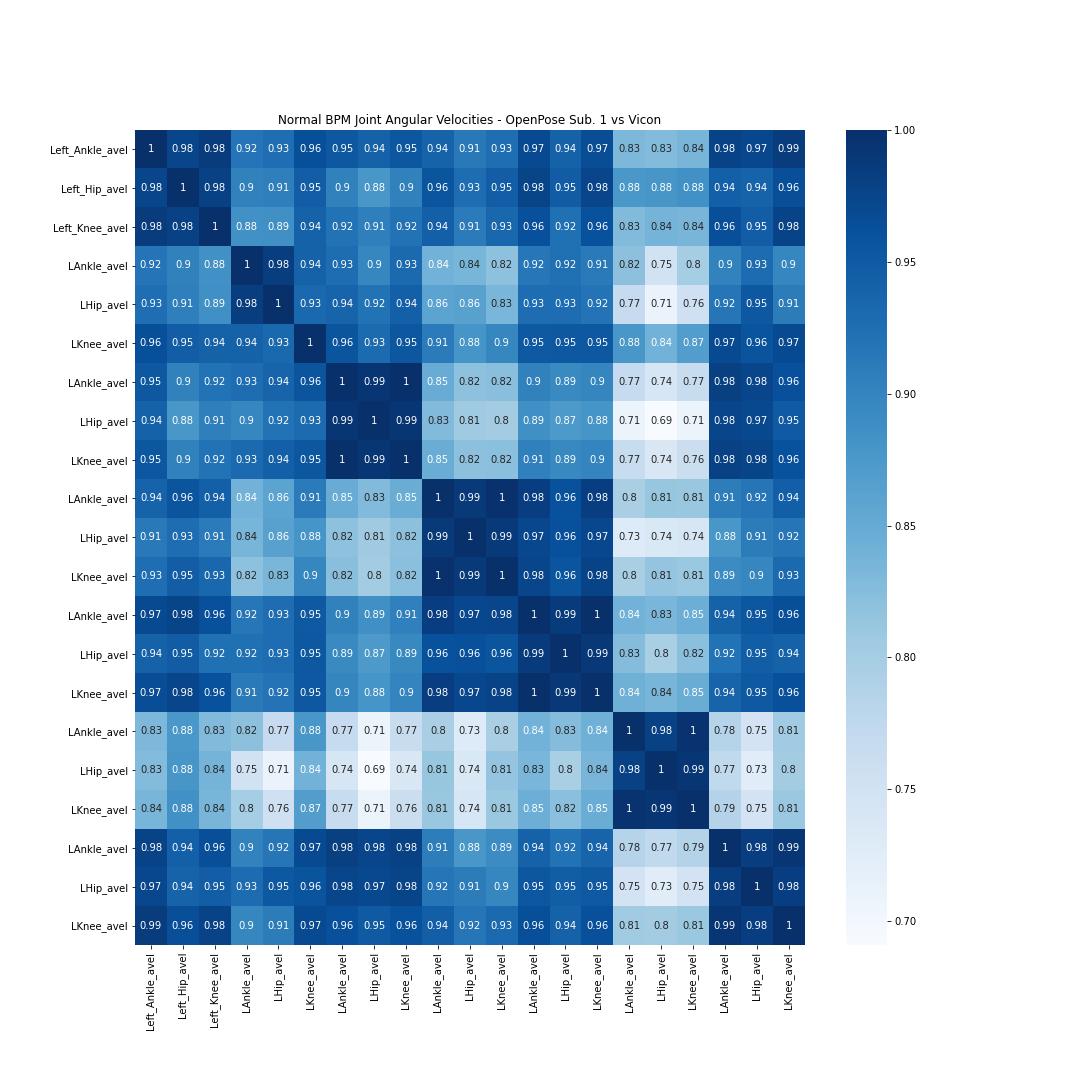 Normal BPM Joint Angular Velocities - OpenPose Sub. 1 vs Vicon
Left_Ankle_avel 1 0.98 0.98 0.92 0.93 0.96 0.95 0.94 0.95 0.94 0.91 0.93 0.97 0.94 0.97 0.83 0.83 0.84 0.98 0.97 0.99
Left_Hip_avel 0.98 1 0.98 0.9 0.91 0.95 0.9 0.88 0.9 0.96 0.93 0.95 0.98 0.95 0.98 0.88 0.88 0.88 0.94 0.94 0.96
Left_Knee_avel 0.98 0.98 1 0.88 0.89 0.94 0.92 0.91 0.92 0.94 0.91 0.93 0.96 0.92 0.96 0.83 0.84 0.84 0.96 0.95 0.98
LAnkle_avel 0.92 0.9 0.88 1 0.98 0.94 0.93 0.9 0.93 0.84 0.84 0.82 0.92 0.92 0.91 0.82 0.75 0.8 0.9 0.93 0.9
LHip_avel 0.93 0.91 0.89 0.98 1 0.93 0.94 0.92 0.94 0.86 0.86 0.83 0.93 0.93 0.92 0.77 0.71 0.76 0.92 0.95 0.91
LKnee_avel 0.96 0.95 0.94 0.94 0.93 1 0.96 0.93 0.95 0.91 0.88 0.9 0.95 0.95 0.95 0.88 0.84 0.87 0.97 0.96 0.97
LAnkle_avel 0.95 0.9 0.92 0.93 0.94 0.96 1 0.99 1 0.85 0.82 0.82 0.9 0.89 0.9 0.77 0.74 0.77 0.98 0.98 0.96
LHip_avel 0.94 0.88 0.91 0.9 0.92 0.93 0.99 1 0.99 0.83 0.81 0.8 0.89 0.87 0.88 0.71 0.69 0.71 0.98 0.97 0.95
LKnee_avel 0.95 0.9 0.92 0.93 0.94 0.95 1 0.99 1 0.85 0.82 0.82 0.91 0.89 0.9 0.77 0.74 0.76 0.98 0.98 0.96
LAnkle_avel 0.94 0.96 0.94 0.84 0.86 0.91 0.85 0.83 0.85 1 0.99 1 0.98 0.96 0.98 0.8 0.81 0.81 0.91 0.92 0.94
LHip_avel 0.91 0.93 0.91 0.84 0.86 0.88 0.82 0.81 0.82 0.99 1 0.99 0.97 0.96 0.97 0.73 0.74 0.74 0.88 0.91 0.92
LKnee_avel 0.93 0.95 0.93 0.82 0.83 0.9 0.82 0.8 0.82 1 0.99 1 0.98 0.96 0.98 0.8 0.81 0.81 0.89 0.9 0.93
LAnkle_avel 0.97 0.98 0.96 0.92 0.93 0.95 0.9 0.89 0.91 0.98 0.97 0.98 1 0.99 1 0.84 0.83 0.85 0.94 0.95 0.96
LHip_avel 0.94 0.95 0.92 0.92 0.93 0.95 0.89 0.87 0.89 0.96 0.96 0.96 0.99 1 0.99 0.83 0.8 0.82 0.92 0.95 0.94
LKnee_avel 0.97 0.98 0.96 0.91 0.92 0.95 0.9 0.88 0.9 0.98 0.97 0.98 1 0.99 1 0.84 0.84 0.85 0.94 0.95 0.96
LAnkle_avel 0.83 0.88 0.83 0.82 0.77 0.88 0.77 0.71 0.77 0.8 0.73 0.8 0.84 0.83 0.84 1 0.98 1 0.78 0.75 0.81
LHip_avel 0.83 0.88 0.84 0.75 0.71 0.84 0.74 0.69 0.74 0.81 0.74 0.81 0.83 0.8 0.84 0.98 1 0.99 0.77 0.73 0.8
LKnee_avel 0.84 0.88 0.84 0.8 0.76 0.87 0.77 0.71 0.76 0.81 0.74 0.81 0.85 0.82 0.85 1 0.99 1 0.79 0.75 0.81
LAnkle_avel 0.98 0.94 0.96 0.9 0.92 0.97 0.98 0.98 0.98 0.91 0.88 0.89 0.94 0.92 0.94 0.78 0.77 0.79 1 0.98 0.99
LHip_avel 0.97 0.94 0.95 0.93 0.95 0.96 0.98 0.97 0.98 0.92 0.91 0.9 0.95 0.95 0.95 0.75 0.73 0.75 0.98 1 0.98
LKnee_avel 0.99 0.96 0.98 0.9 0.91 0.97 0.96 0.95 0.96 0.94 0.92 0.93 0.96 0.94 0.96 0.81 0.8 0.81 0.99 0.98 1
Left_Ankle_avel
Left_Hip_avel
Left_Knee_avel
LAnkle_avel
LHip_avel
LKnee_avel
LAnkle_avel
LHip_avel
LKnee_avel
LAnkle_avel
LHip_avel
LKnee_avel
LAnkle_avel
LHip_avel
LKnee_avel
LAnkle_avel
LHip_avel
LKnee_avel
LAnkle_avel
LHip_avel
LKnee_avel
1.00
0.95
0.90
0.85
0.80
0.75
0.70